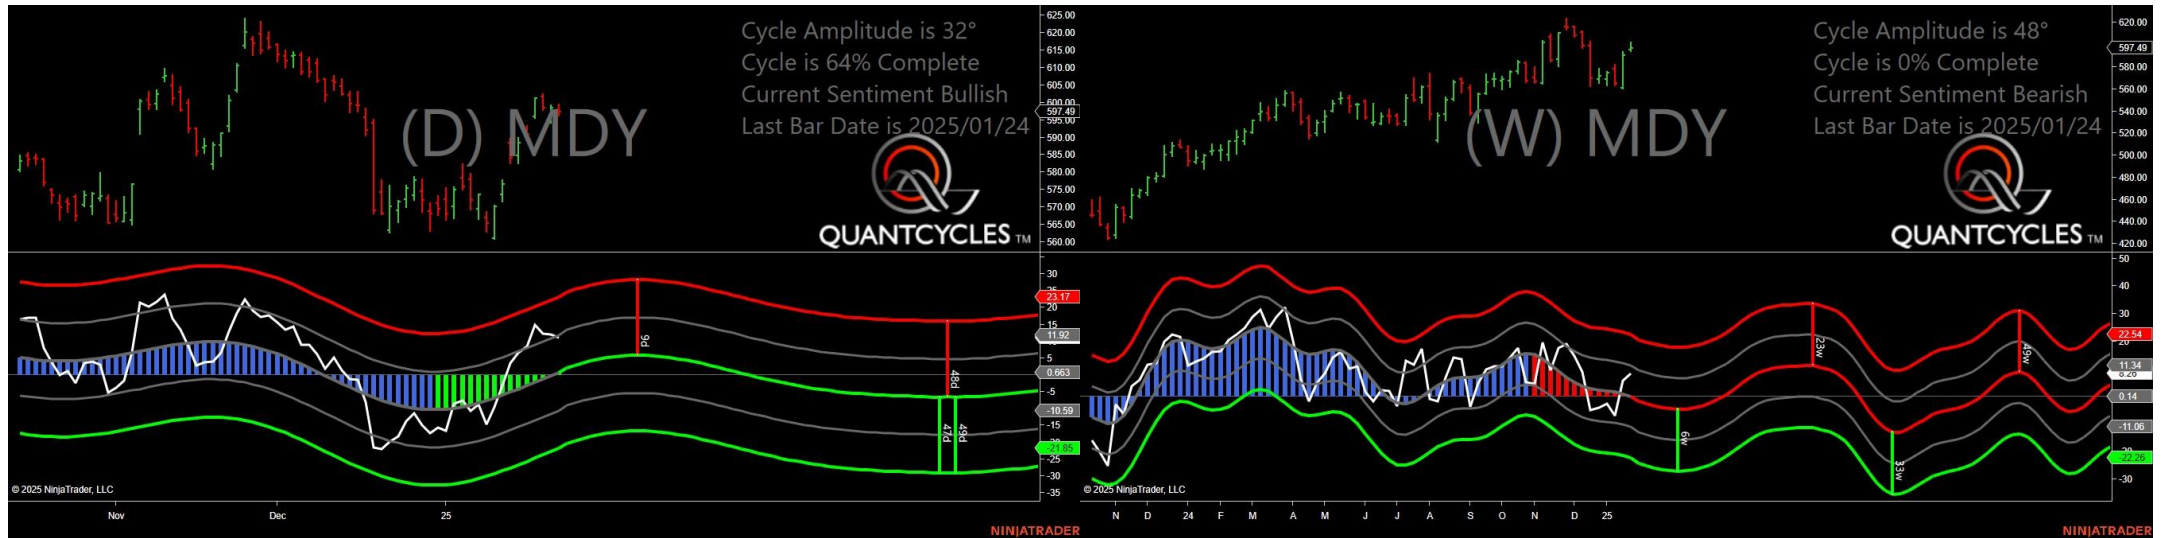 Cycle Amplitude is 32°
Cycle is 64% Complete
Current Sentiment Bullish
Last Bar Date is 2025/01/24
(D) MDY
QUANTCYCLES TM
625.00
620.00
615.00
610.00
605.00
600.00
597.49
595.00
590.00
585.00
580.00
575.00
570.00
565.00
560.00
30
23.17
20
15
11.92
5
0.663
-5
-10.59
-15
-21.85
-25
-30
-35
9d
48d
47d
49d
© 2025 NinjaTrader, LLC
Nov
Dec
25
NINJATRADER
Cycle Amplitude is 48°
Cycle is 0% Complete
Current Sentiment Bearish
Last Bar Date is 2025/01/24
(W) MDY
QUANTCYCLES TM
620.00
597.49
580.00
560.00
540.00
520.00
500.00
480.00
460.00
440.00
420.00
50
40
30
22.54
20
11.34
0.14
-11.06
-22.26
-30
23w
49w
6w
33w
© 2025 NinjaTrader, LLC
N
D
24
F
M
A
M
J
J
A
S
O
N
D
25
NINJATRADER